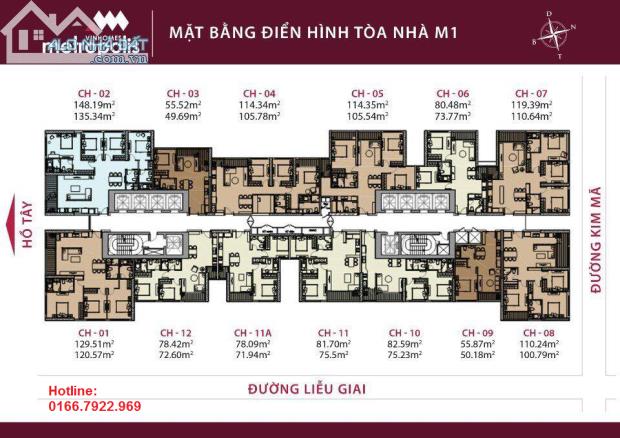 VINHOMES
metropolis
ALO NHÀ ĐẤT
.com.vn
MẶT BẰNG ĐIỂN HÌNH TÒA NHÀ M1
CH - 02
148.19m²
135.34m²
CH - 03
55.52m²
49.69m²
CH - 04
114.34m²
105.78m²
CH - 05
114.35m²
105.54m²
CH - 06
80.48m²
73.77m²
CH - 07
119.39m²
110.64m²
HỒ TÂY
ĐƯỜNG KIM MÃ
CH - 01
129.51m²
120.57m²
CH - 12
78.42m²
72.60m²
CH - 11A
78.09m²
71.94m²
CH - 11
81.70m²
75.5m²
CH - 10
82.59m²
75.23m²
CH - 09
55.87m²
50.18m²
CH - 08
110.24m²
100.79m²
Hotline:
0166.7922.969
ĐƯỜNG LIỄU GIAI